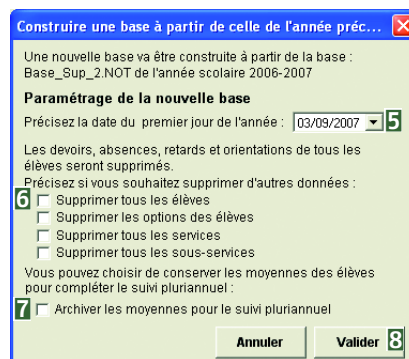 Construire une base à partir de celle de l'année préc...
Une nouvelle base va être construite à partir de la base :
Base_Sup_2.NOT de l'année scolaire 2006-2007
Paramétrage de la nouvelle base
Précisez la date du premier jour de l'année : 03/09/2007 5
Les devoirs, absences, retards et orientations de tous les
élèves seront supprimés.
Précisez si vous souhaitez supprimer d'autres données :
6 Supprimer tous les élèves
Supprimer les options des élèves
Supprimer tous les services
Supprimer tous les sous-services
Vous pouvez choisir de conserver les moyennes des élèves
pour compléter le suivi pluriannuel :
7 Archiver les moyennes pour le suivi pluriannuel
Annuler Valider 8